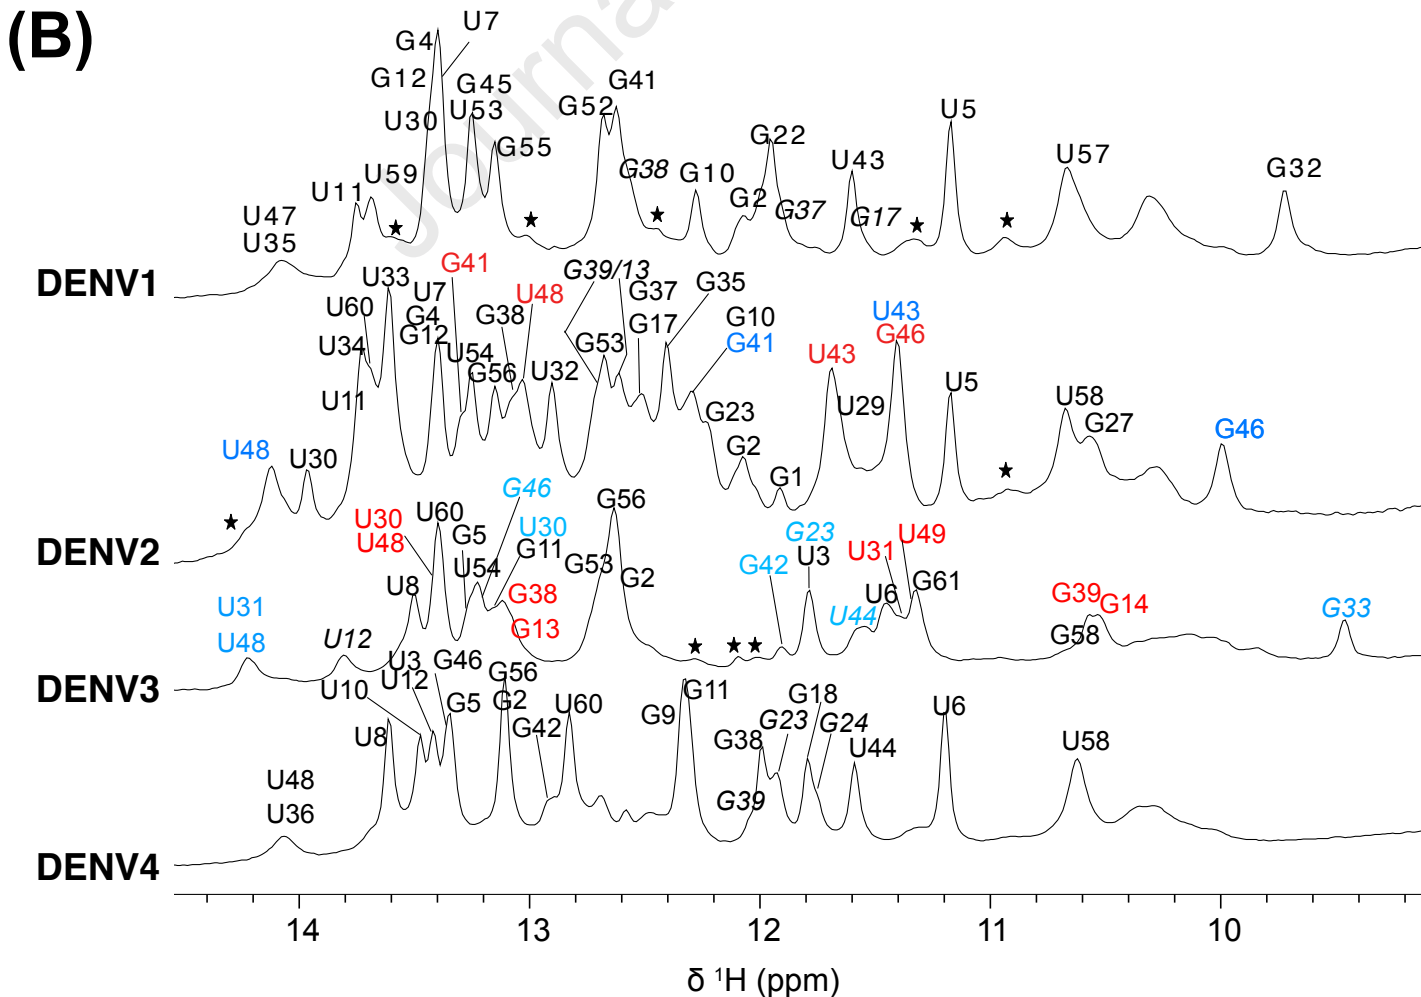 (B)
Journa
U7
G4
G12
U30
G45
U53
G55
G52
G41
G38
G10
G22
G2
G37
U43
G17
U5
U57
G32
U11
U59
U47
U35
DENV1
G41
G39/13
U33
U7
G4
G12
U60
U34
U11
U54
G56
G38
U48
U32
G53
G37
G17
G35
G10
G41
G23
G2
G1
U43
U29
U43
G46
U5
U58
G27
G46
U48
U30
DENV2
U30
U48
U60
U8
G5
U54
G46
U30
G11
G38
G13
G56
G53
G2
G42
G23
U3
U44
U31
U6
U49
G61
G39
G14
G58
G33
U31
U48
U12
DENV3
U3
U12
U10
U8
G46
G5
G56
G2
G42
U60
G9
G11
G38
G39
G23
G18
G24
U44
U6
U58
U48
U36
DENV4
14
13
12
11
10
δ ¹H (ppm)